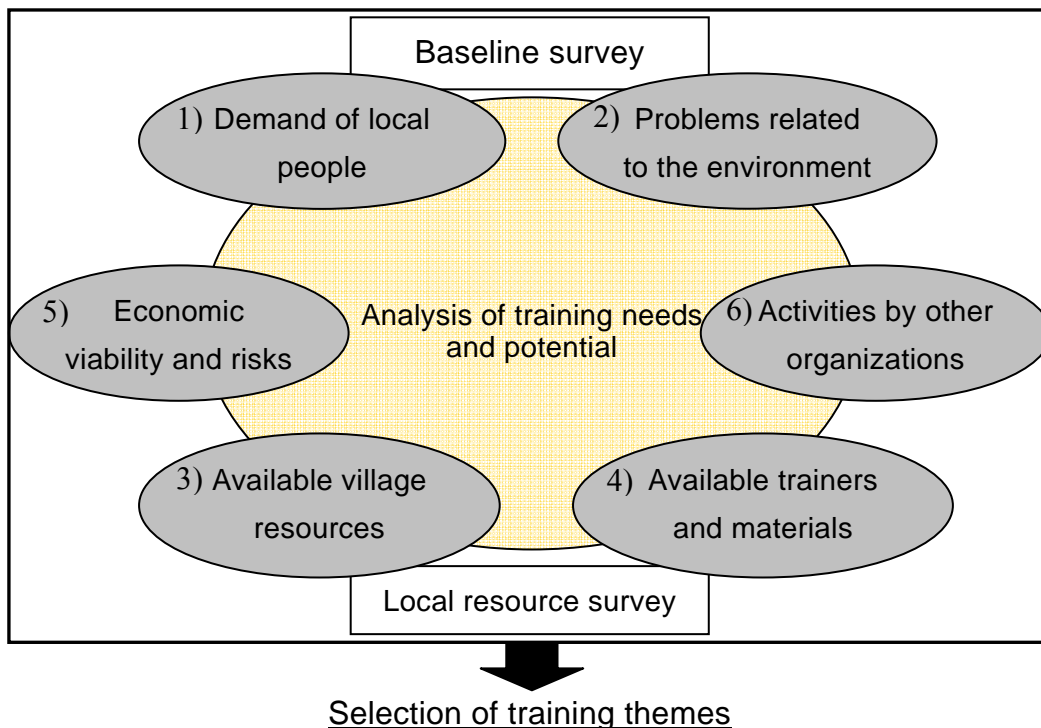 Baseline survey
1) Demand of local
people
2) Problems related
to the environment
5) Economic
viability and risks
Analysis of training needs
and potential
6) Activities by other
organizations
3) Available village
resources
4) Available trainers
and materials
Local resource survey
Selection of training themes